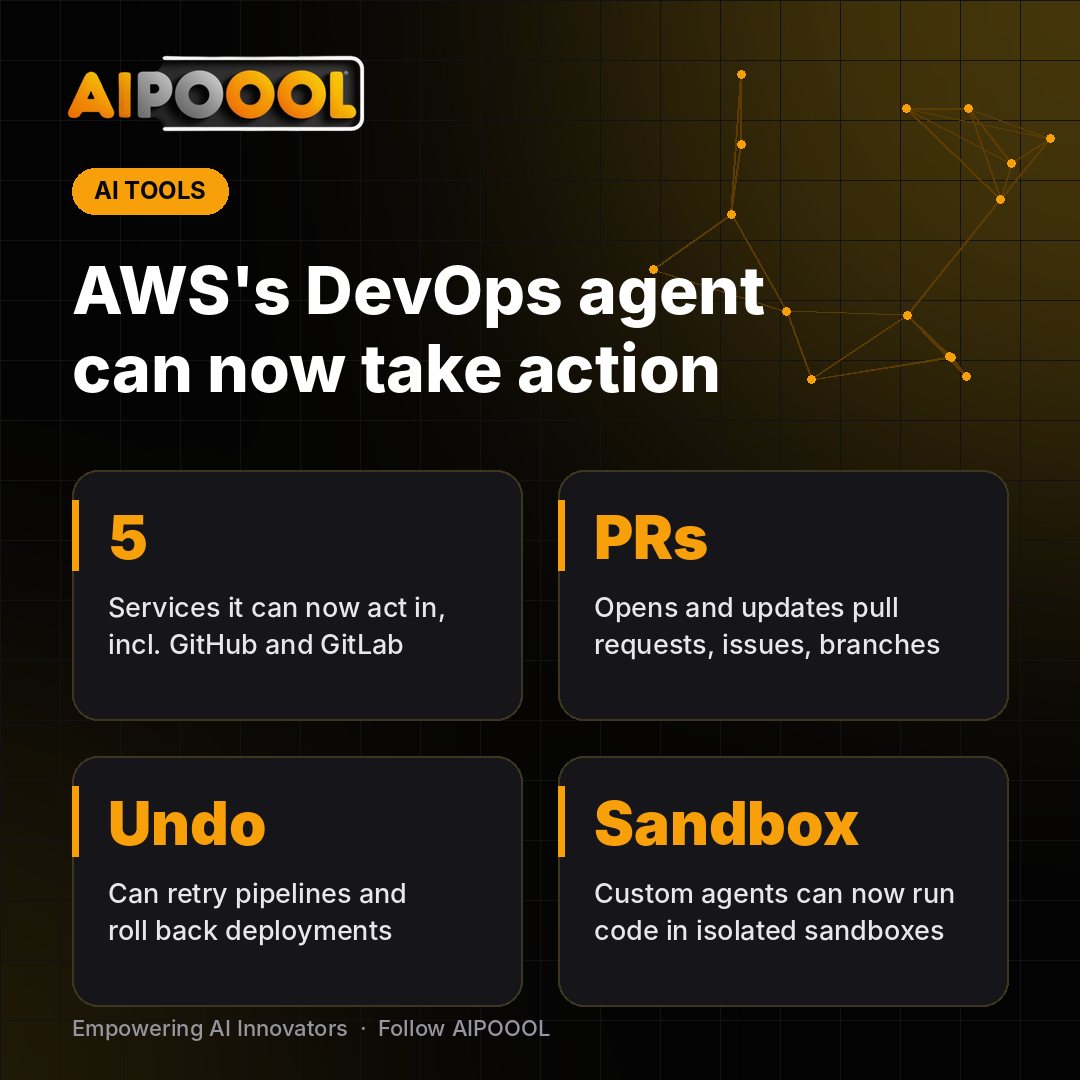 AIPOOOL
AI TOOLS
AWS's DevOps agent
can now take action
5
Services it can now act in,
incl. GitHub and GitLab
PRs
Opens and updates pull
requests, issues, branches
Undo
Can retry pipelines and
roll back deployments
Sandbox
Custom agents can now run
code in isolated sandboxes
Empowering AI Innovators · Follow AIPOOOL